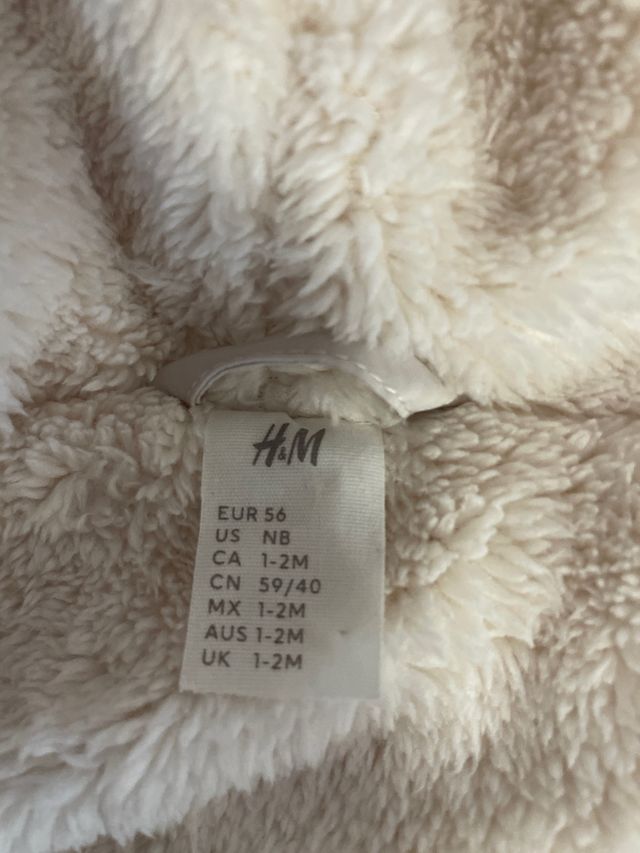 H&M
EUR 56
US NB
CA 1-2M
CN 59/40
MX 1-2M
AUS 1-2M
UK 1-2M